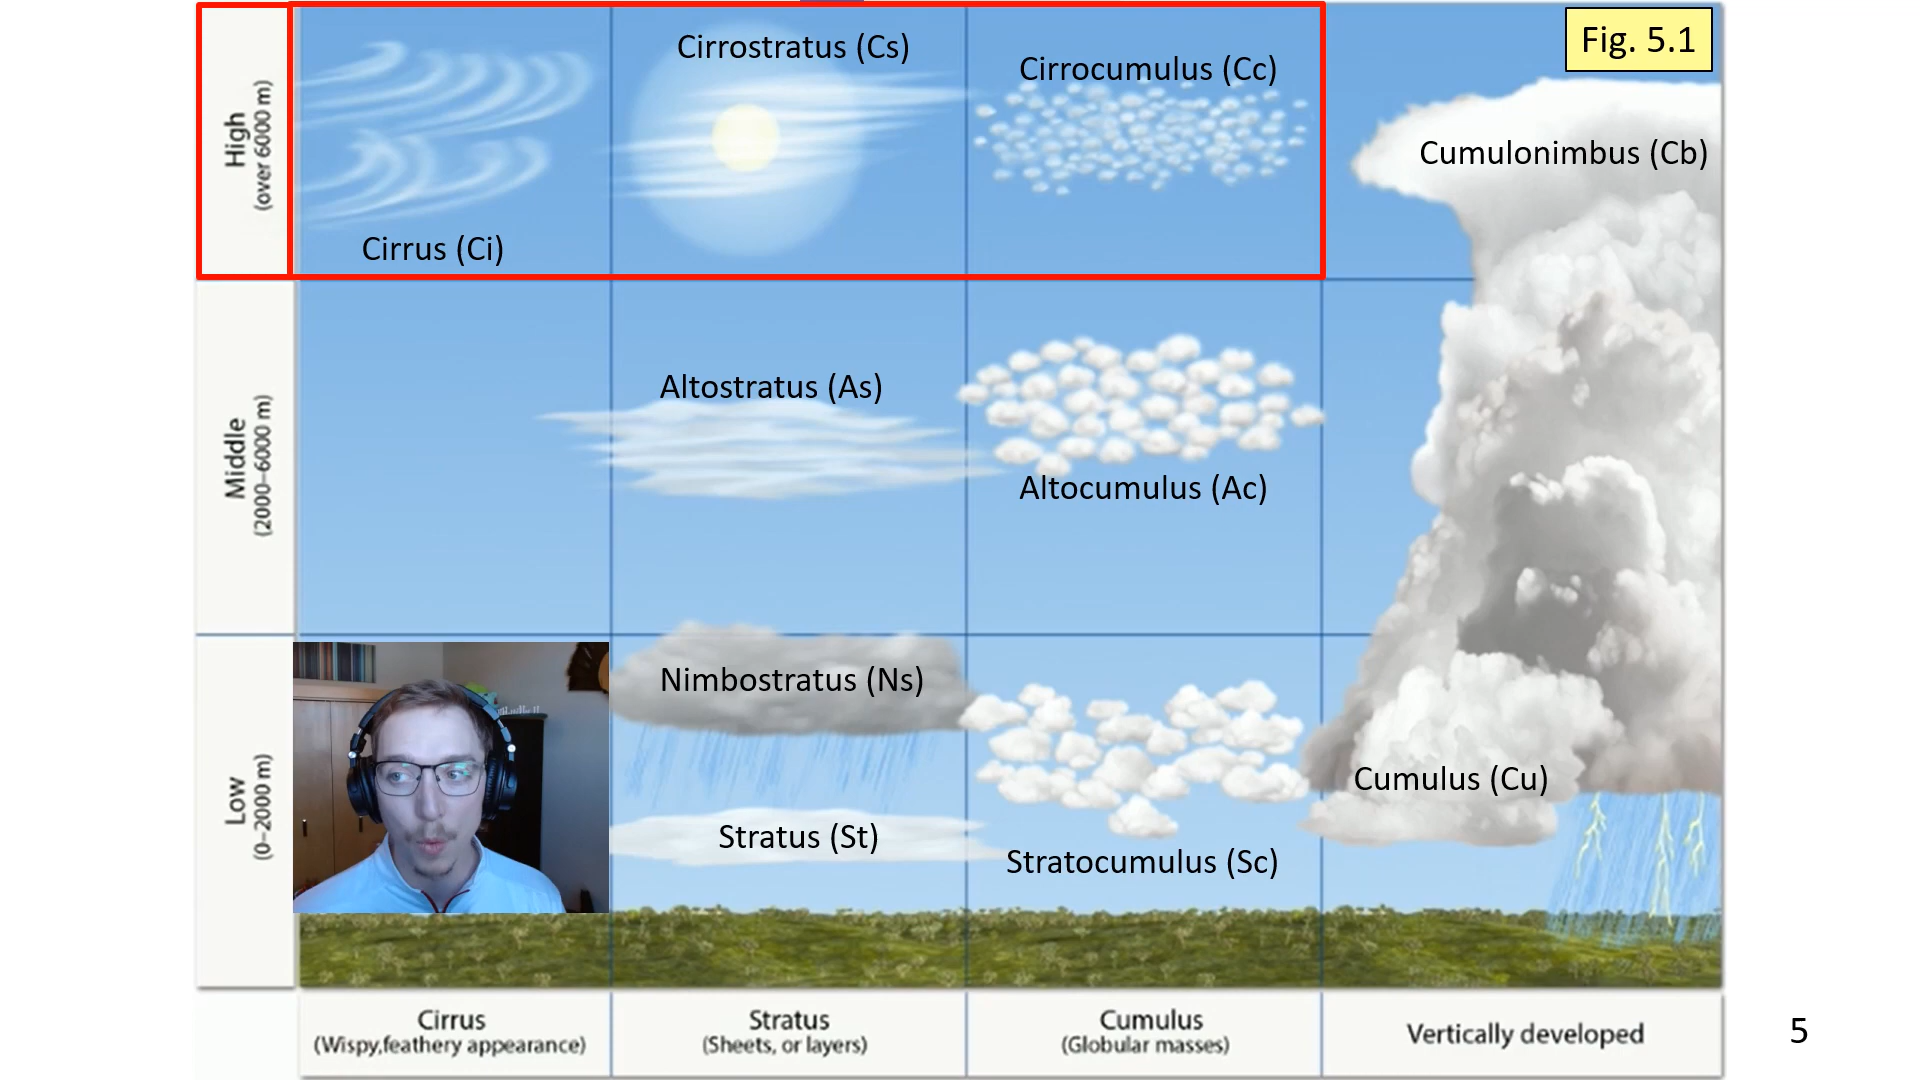 Fig. 5.1
High
(over 6000 m)
Cirrus (Ci)
Cirrostratus (Cs)
Cirrocumulus (Cc)
Cumulonimbus (Cb)
Middle
(2000–6000 m)
Altostratus (As)
Altocumulus (Ac)
Low
(0–2000 m)
Nimbostratus (Ns)
Stratus (St)
Stratocumulus (Sc)
Cumulus (Cu)
Cirrus
(Wispy,feathery appearance)
Stratus
(Sheets, or layers)
Cumulus
(Globular masses)
Vertically developed
5